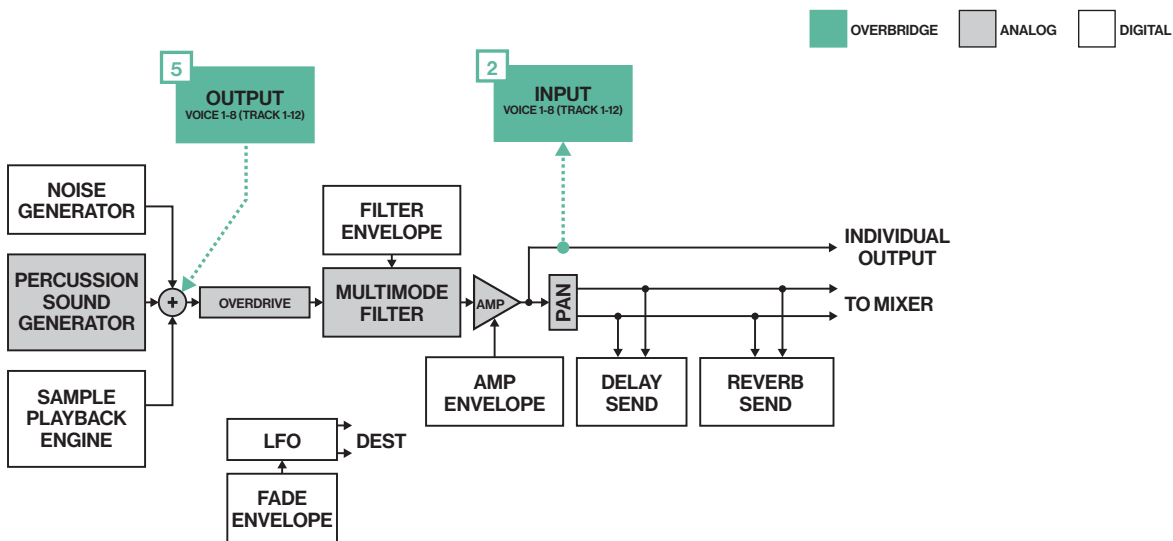 OVERBRIDGE
ANALOG
DIGITAL
5
OUTPUT
VOICE 1-8 (TRACK 1-12)
2
INPUT
VOICE 1-8 (TRACK 1-12)
NOISE
GENERATOR
FILTER
ENVELOPE
INDIVIDUAL
OUTPUT
PERCUSSION
SOUND
GENERATOR
+
OVERDRIVE
MULTIMODE
FILTER
AMP
PAN
TO MIXER
SAMPLE
PLAYBACK
ENGINE
AMP
ENVELOPE
DELAY
SEND
REVERB
SEND
LFO
DEST
FADE
ENVELOPE